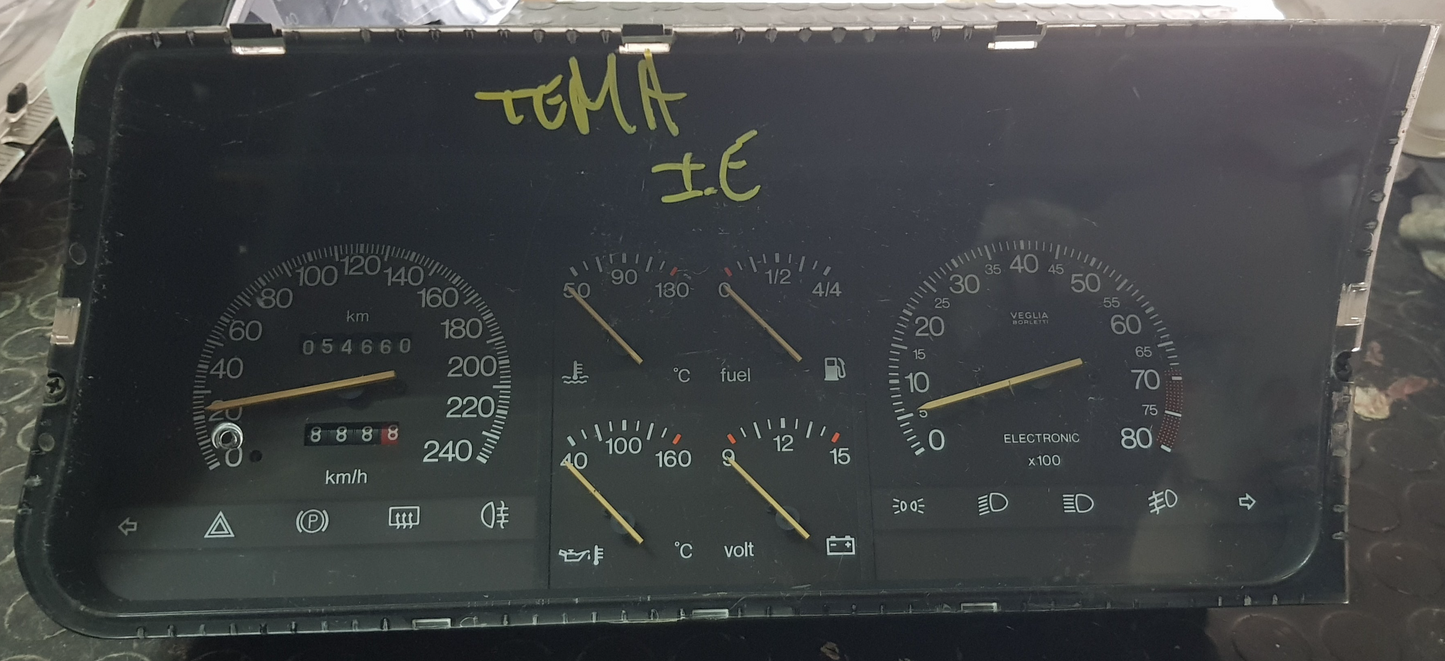 TEMA
I.E
0 20 40 60 80 100 120 140 160 180 200 220 240
km
054660
8888
km/h
50 90 130
°C
0 1/2 4/4
fuel
40 100 160
°C
9 12 15
volt
0 5 10 15 20 25 30 35 40 45 50 55 60 65 70 75 80
VEGLIA
BORLETTI
ELECTRONIC
x100
P